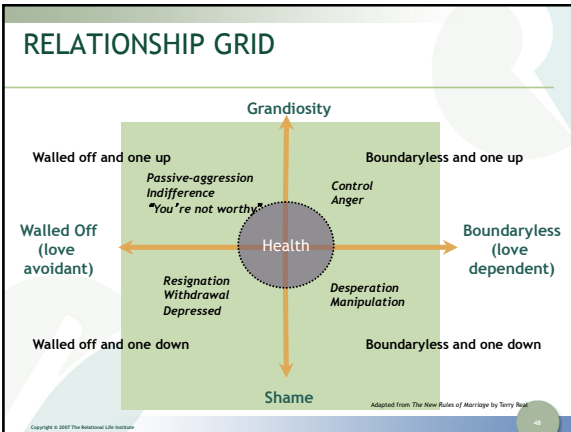 RELATIONSHIP GRID
Grandiosity
Walled off and one up
Boundaryless and one up
Passive-aggression
Indifference
"You're not worthy"
Control
Anger
Walled Off
(love
avoidant)
Health
Boundaryless
(love
dependent)
Resignation
Withdrawal
Depressed
Desperation
Manipulation
Walled off and one down
Boundaryless and one down
Shame
Adapted from The New Rules of Marriage by Terry Real
Copyright © 2007 The Relational Life Institute
48